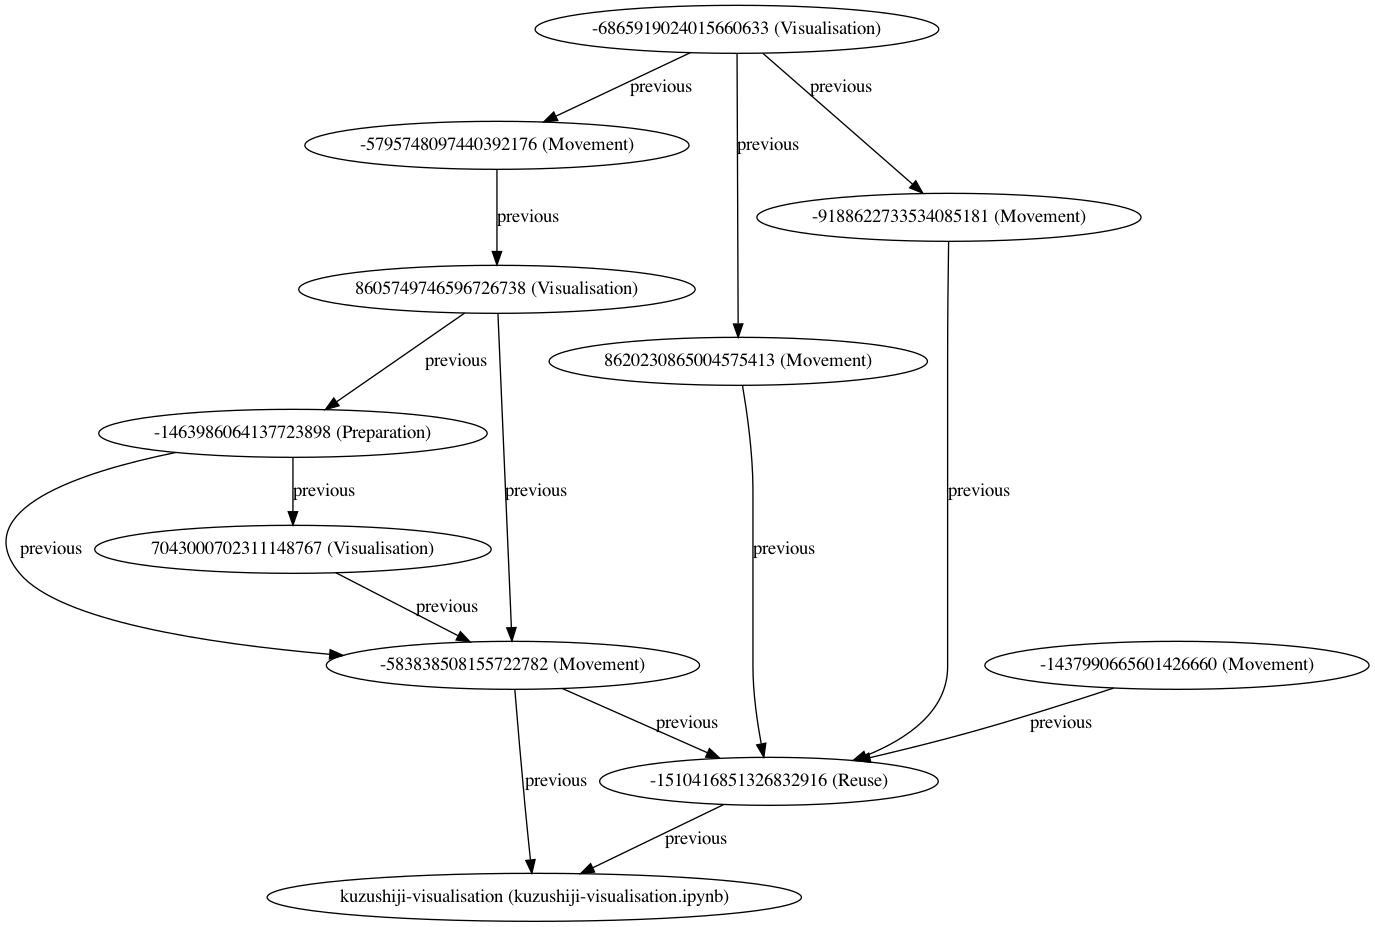 -6865919024015660633 (Visualisation)
previous
previous
previous
-5795748097440392176 (Movement)
-9188622733534085181 (Movement)
previous
8605749746596726738 (Visualisation)
8620230865004575413 (Movement)
previous
-1463986064137723898 (Preparation)
previous
previous
previous
previous
previous
7043000702311148767 (Visualisation)
previous
-583838508155722782 (Movement)
-1437990665601426660 (Movement)
previous
previous
previous
-1510416851326832916 (Reuse)
previous
kuzushiji-visualisation (kuzushiji-visualisation.ipynb)